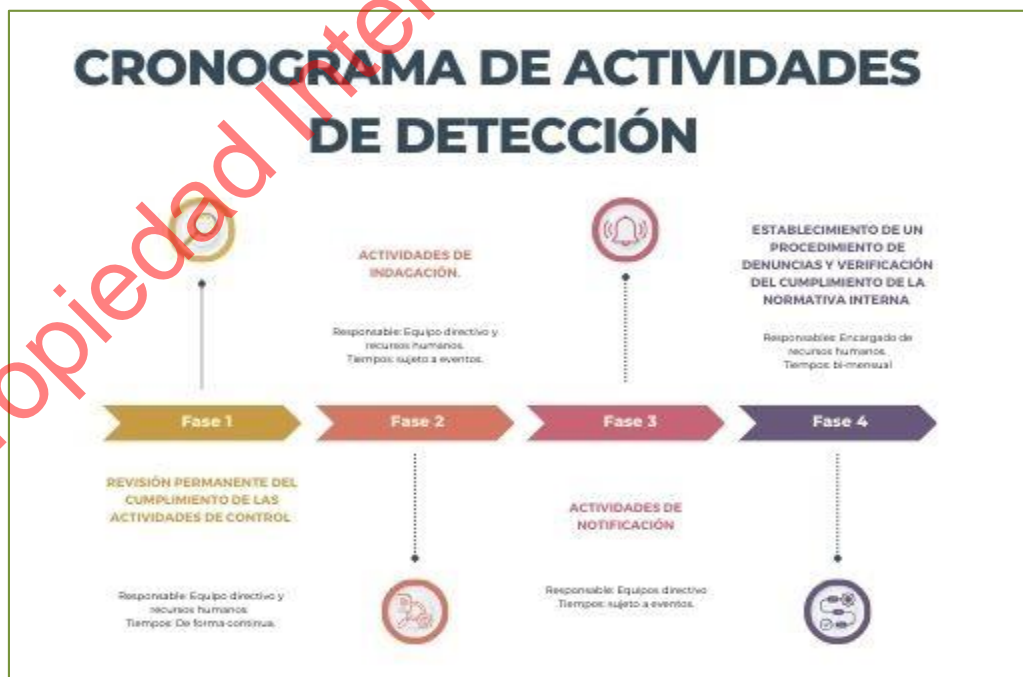 CRONOGRAMA DE ACTIVIDADES
DE DETECCIÓN
Propiedad Inter
Fase 1
REVISIÓN PERMANENTE DEL
CUMPLIMIENTO DE LAS
ACTIVIDADES DE CONTROL
Responsable: Equipo directivo y
recursos humanos.
Tiempos: De forma continua.
ACTIVIDADES DE
INDAGACIÓN.
Responsable: Equipo directivo y
recursos humanos.
Tiempos: sujeto a eventos.
Fase 2
Fase 3
ACTIVIDADES DE
NOTIFICACIÓN
Responsable: Equipos directivo
Tiempos: sujeto a eventos.
ESTABLECIMIENTO DE UN
PROCEDIMIENTO DE
DENUNCIAS Y VERIFICACIÓN
DEL CUMPLIMIENTO DE LA
NORMATIVA INTERNA
Responsables: Encargado de
recursos humanos.
Tiempos: bi-mensual
Fase 4